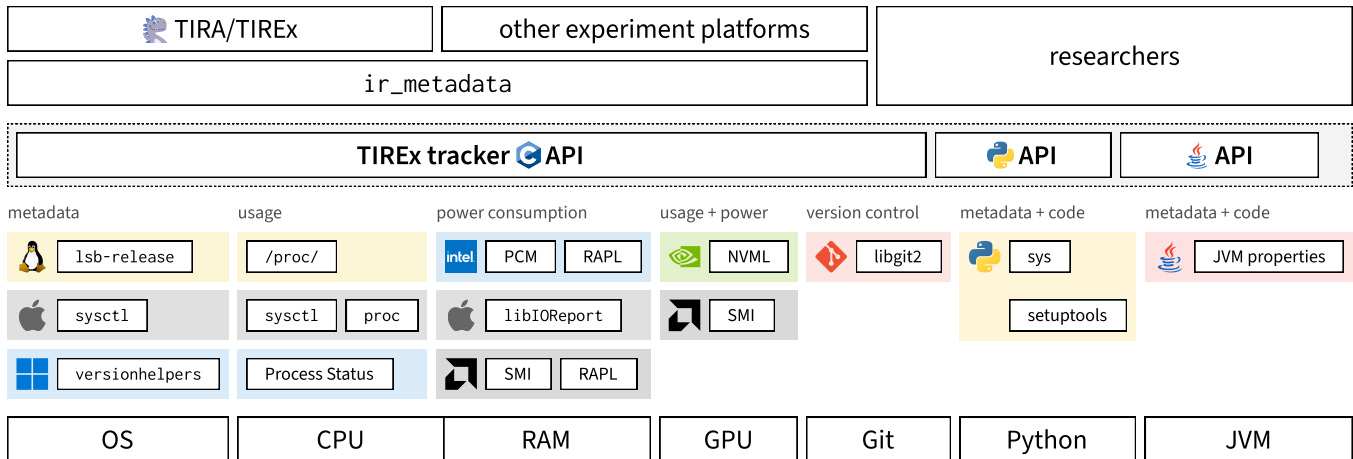 TIRA/TIREx
other experiment platforms
researchers
ir_metadata
TIREx tracker C API
API
API
metadata
usage
power consumption
usage + power
version control
metadata + code
metadata + code
lsb-release
/proc/
intel
PCM
RAPL
NVML
libgit2
sys
JVM properties
sysctl
sysctl
proc
libIOReport
SMI
setuptools
versionhelpers
Process Status
SMI
RAPL
OS
CPU
RAM
GPU
Git
Python
JVM